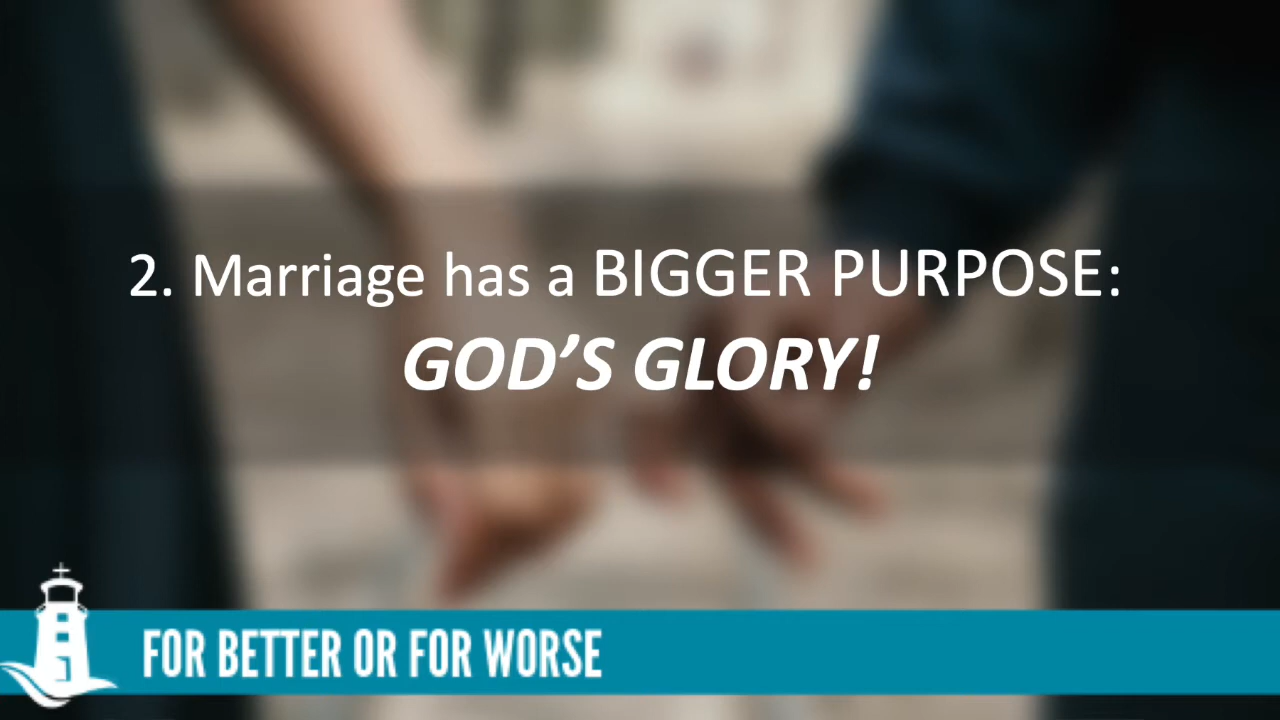 2. Marriage has a BIGGER PURPOSE:
GOD’S GLORY!
FOR BETTER OR FOR WORSE